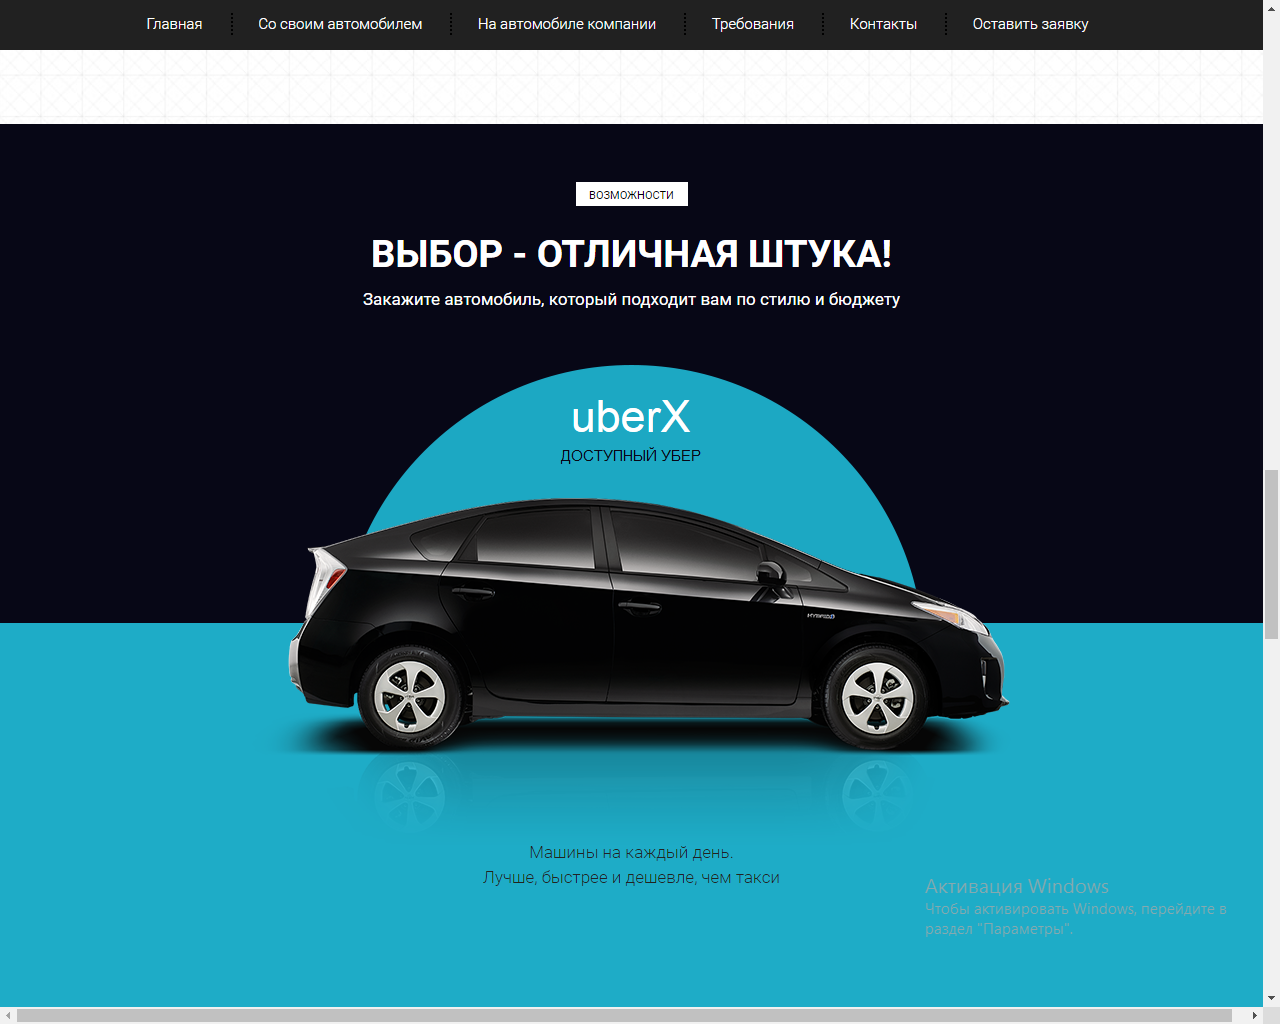 Главная
Со своим автомобилем
На автомобиле компании
Требования
Контакты
Оставить заявку
ВОЗМОЖНОСТИ
ВЫБОР - ОТЛИЧНАЯ ШТУКА!
Закажите автомобиль, который подходит вам по стилю и бюджету
uberX
ДОСТУПНЫЙ УБЕР
HYBRID
Машины на каждый день.
Лучше, быстрее и дешевле, чем такси
Активация Windows
Чтобы активировать Windows, перейдите в
раздел "Параметры".